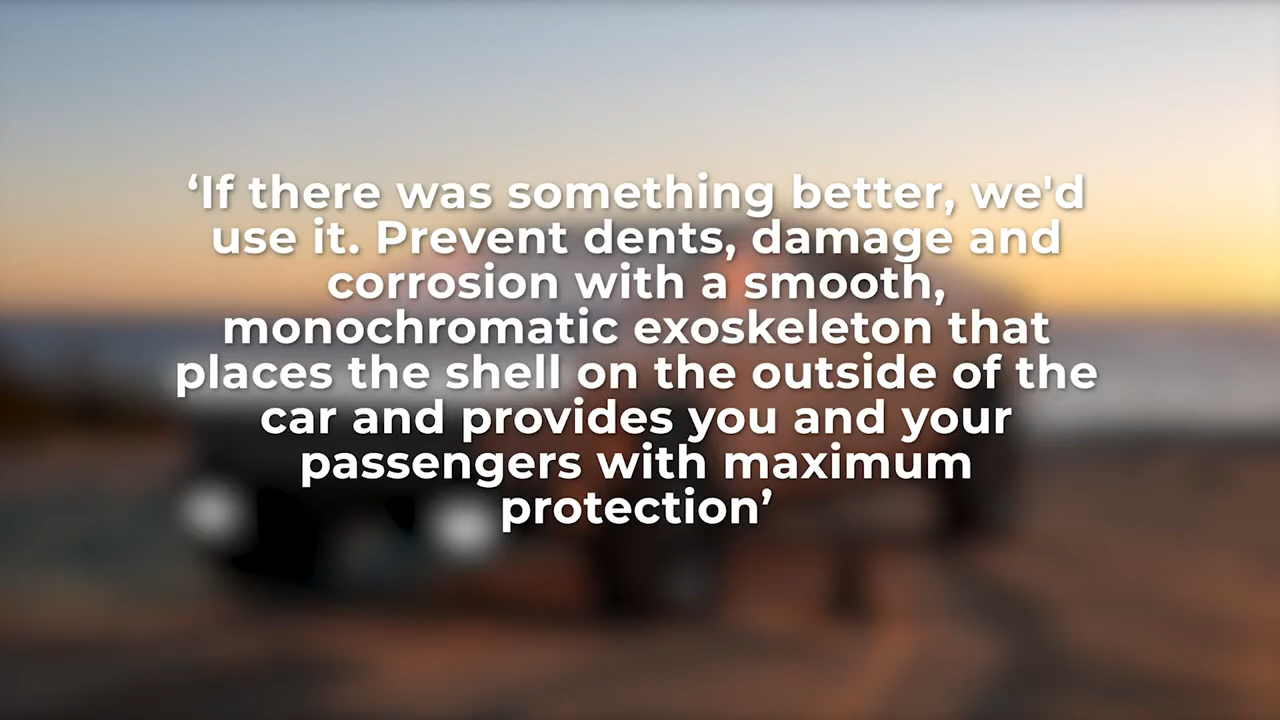 ‘If there was something better, we'd
use it. Prevent dents, damage and
corrosion with a smooth,
monochromatic exoskeleton that
places the shell on the outside of the
car and provides you and your
passengers with maximum
protection’